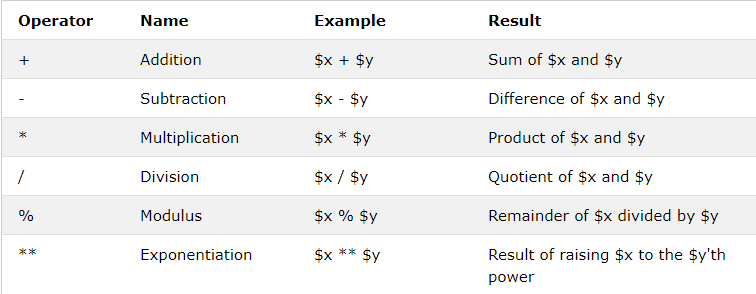 Operator Name Example Result
+ Addition $x + $y Sum of $x and $y
- Subtraction $x - $y Difference of $x and $y
* Multiplication $x * $y Product of $x and $y
/ Division $x / $y Quotient of $x and $y
% Modulus $x % $y Remainder of $x divided by $y
** Exponentiation $x ** $y Result of raising $x to the $y'th
power